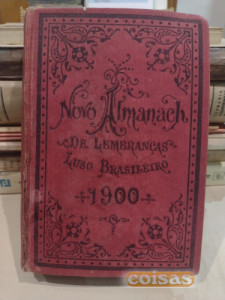 Novo Almanach
De Lembranças
Luso Brasileiro
1900
coisas